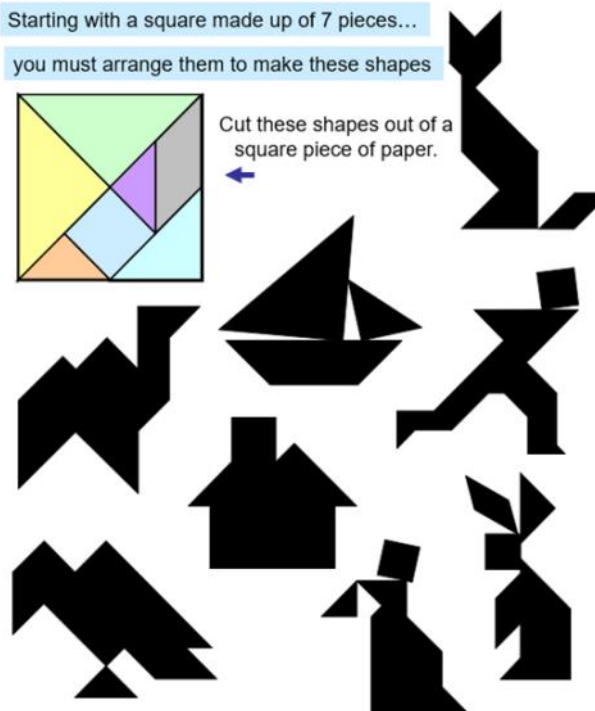 Starting with a square made up of 7 pieces...
you must arrange them to make these shapes
Cut these shapes out of a
square piece of paper.